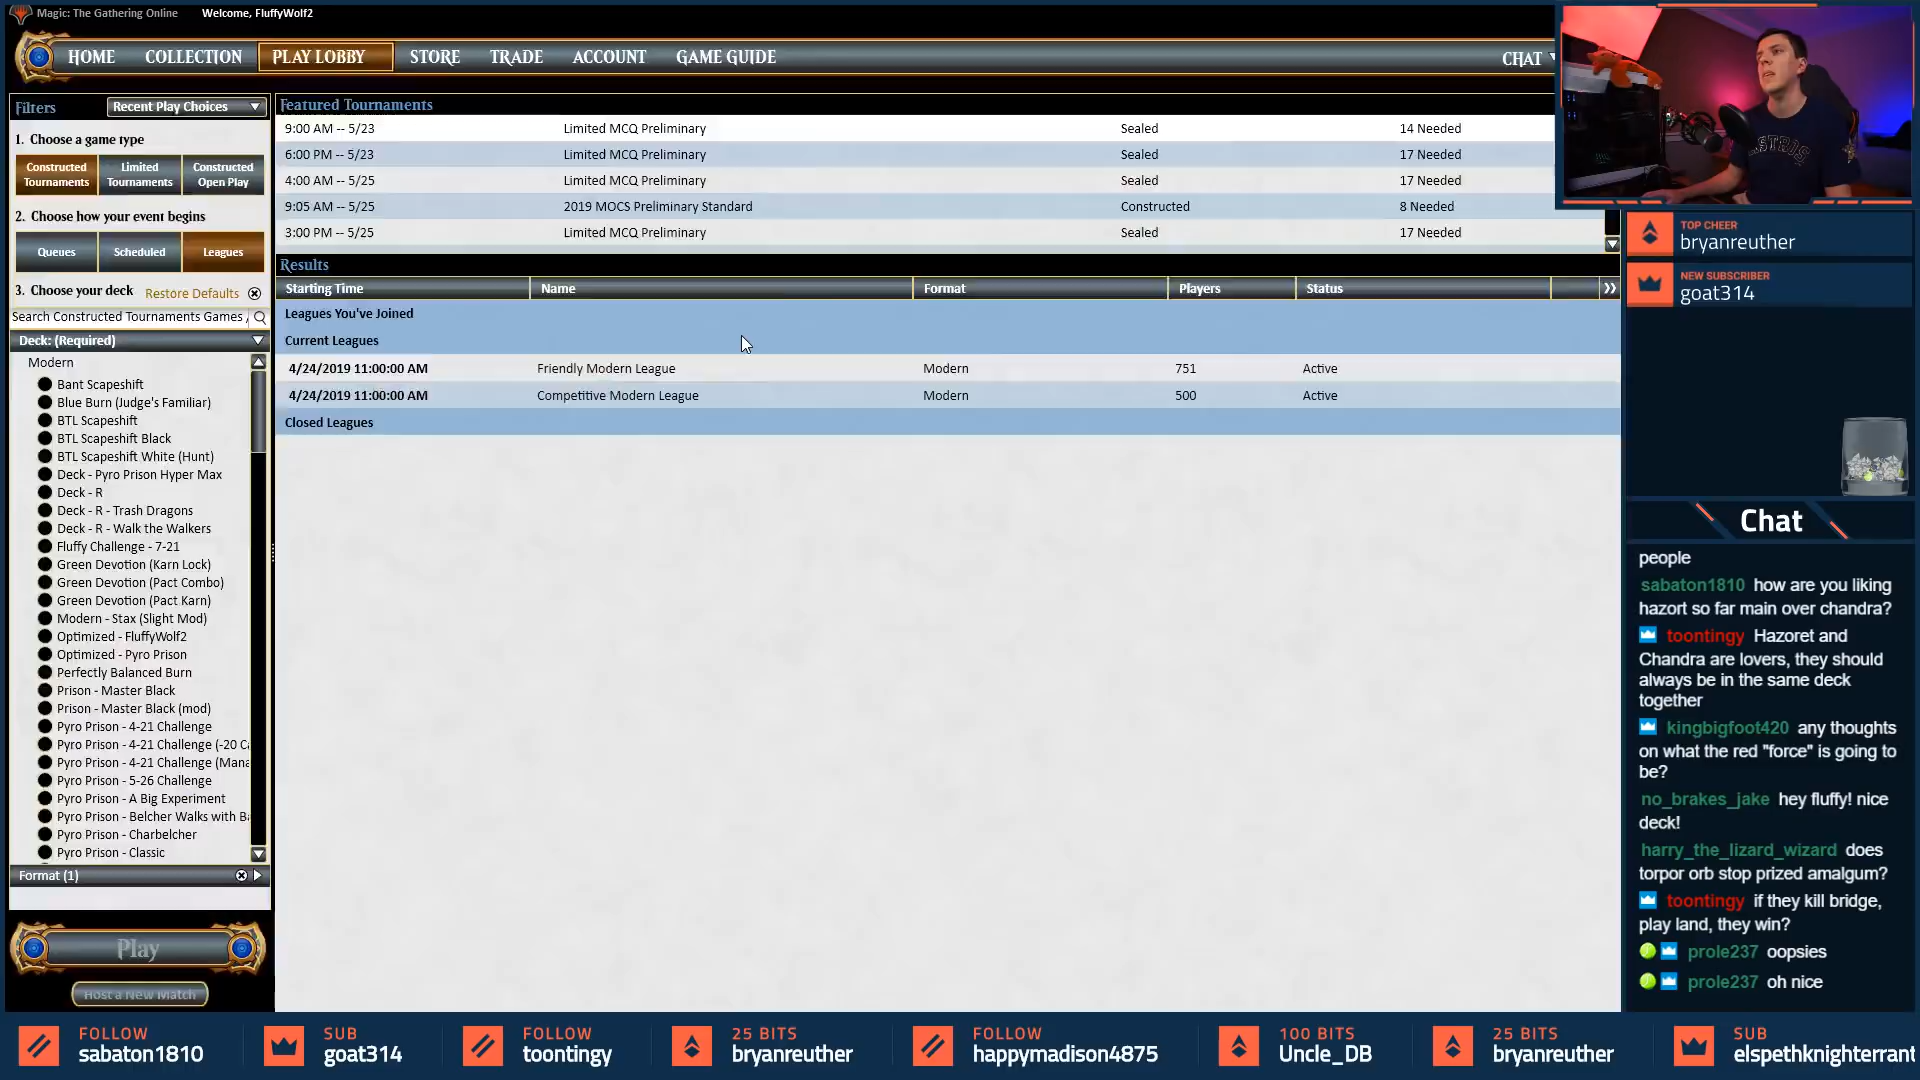 Magic: The Gathering Online Welcome, FluffyWolf2
HOME COLLECTION PLAY LOBBY STORE TRADE ACCOUNT GAME GUIDE CHAT
Filters Recent Play Choices
1. Choose a game type
Constructed Tournaments Limited Tournaments Constructed Open Play
2. Choose how your event begins
Queues Scheduled Leagues
3. Choose your deck Restore Defaults
Search Constructed Tournaments Games
Deck: (Required)
Modern
Bant Scapeshift
Blue Burn (Judge's Familiar)
BTL Scapeshift
BTL Scapeshift Black
BTL Scapeshift White (Hunt)
Deck - Pyro Prison Hyper Max
Deck - R
Deck - R - Trash Dragons
Deck - R - Walk the Walkers
Fluffy Challenge - 7-21
Green Devotion (Karn Lock)
Green Devotion (Pact Combo)
Green Devotion (Pact Karn)
Modern - Stax (Slight Mod)
Optimized - FluffyWolf2
Optimized - Pyro Prison
Perfectly Balanced Burn
Prison - Master Black
Prison - Master Black (mod)
Pyro Prison - 4-21 Challenge
Pyro Prison - 4-21 Challenge (-20 C
Pyro Prison - 4-21 Challenge (Mana
Pyro Prison - 5-26 Challenge
Pyro Prison - A Big Experiment
Pyro Prison - Belcher Walks with B
Pyro Prison - Charbelcher
Pyro Prison - Classic
Format (1)
Play
Host a New Match
Featured Tournaments
9:00 AM -- 5/23 Limited MCQ Preliminary Sealed 14 Needed
6:00 PM -- 5/23 Limited MCQ Preliminary Sealed 17 Needed
4:00 AM -- 5/25 Limited MCQ Preliminary Sealed 17 Needed
9:05 AM -- 5/25 2019 MOCS Preliminary Standard Constructed 8 Needed
3:00 PM -- 5/25 Limited MCQ Preliminary Sealed 17 Needed
Results
Starting Time Name Format Players Status
Leagues You've Joined
Current Leagues
4/24/2019 11:00:00 AM Friendly Modern League Modern 751 Active
4/24/2019 11:00:00 AM Competitive Modern League Modern 500 Active
Closed Leagues
TOP CHEER
bryanreuther
NEW SUBSCRIBER
goat314
Chat
people
sabaton1810 how are you liking
hazort so far main over chandra?
toontingy Hazoret and
Chandra are lovers, they should
always be in the same deck
together
kingbigfoot420 any thoughts
on what the red "force" is going to
be?
no_brakes_jake hey fluffy! nice
deck!
harry_the_lizard_wizard does
torpor orb stop prized amalgum?
toontingy if they kill bridge,
play land, they win?
prole237 oopsies
prole237 oh nice
FOLLOW SUB FOLLOW 25 BITS FOLLOW 100 BITS 25 BITS SUB
sabaton1810 goat314 toontingy bryanreuther happymadison4875 Uncle_DB bryanreuther elspethknighterrant